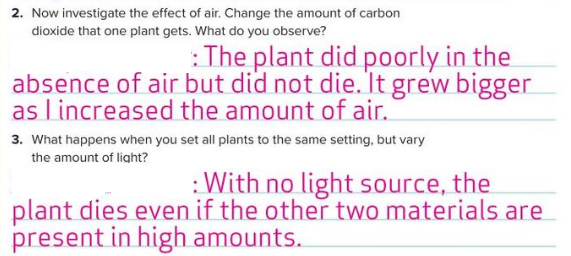 2. Now investigate the effect of air. Change the amount of carbon
dioxide that one plant gets. What do you observe?
: The plant did poorly in the
absence of air but did not die. It grew bigger
as I increased the amount of air.
3. What happens when you set all plants to the same setting, but vary
the amount of light?
: With no light source, the
plant dies even if the other two materials are
present in high amounts.